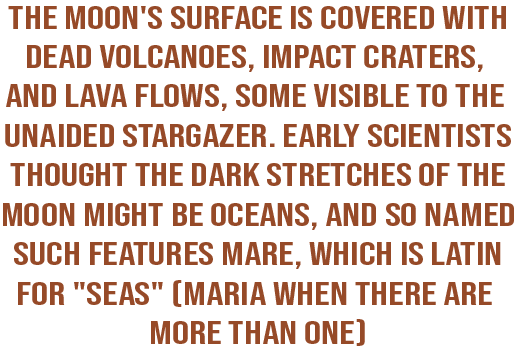 THE MOON'S SURFACE IS COVERED WITH
DEAD VOLCANOES, IMPACT CRATERS,
AND LAVA FLOWS, SOME VISIBLE TO THE
UNAIDED STARGAZER. EARLY SCIENTISTS
THOUGHT THE DARK STRETCHES OF THE
MOON MIGHT BE OCEANS, AND SO NAMED
SUCH FEATURES MARE, WHICH IS LATIN
FOR "SEAS" (MARIA WHEN THERE ARE
MORE THAN ONE)